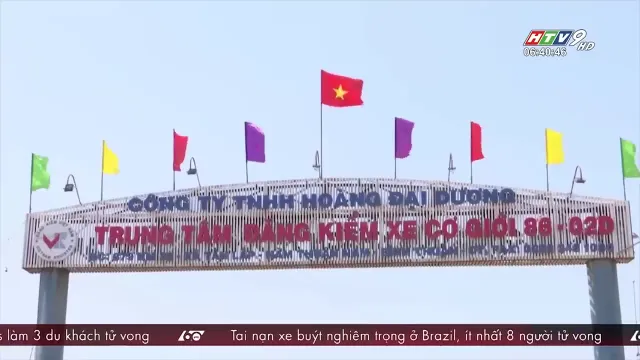 HTV9 HD
06:40:46
CÔNG TY TNHH HOÀNG ĐẠI DƯƠNG
TRUNG TÂM ĐĂNG KIỂM XE CƠ GIỚI 86 - 02D
s làm 3 du khách tử vong
60
Tai nạn xe buýt nghiêm trọng ở Brazil, ít nhất 8 người tử vong